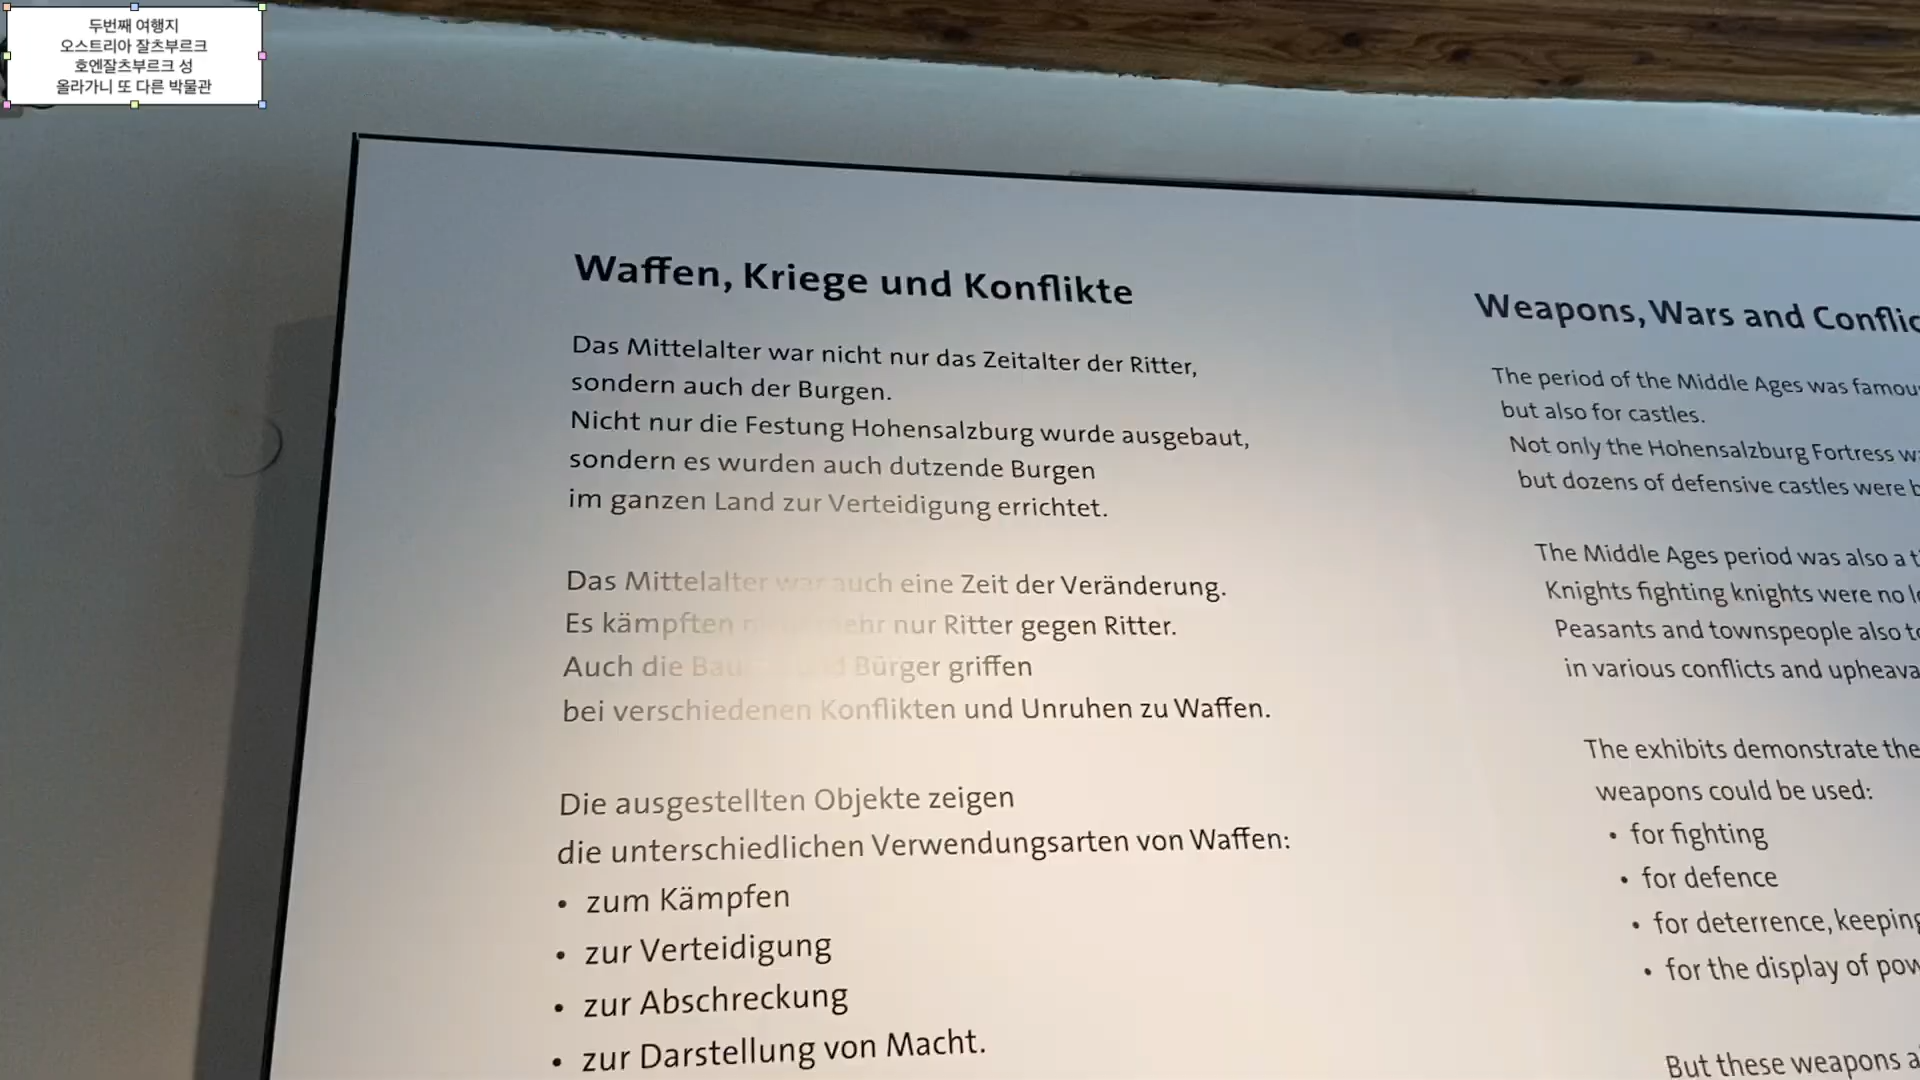 두번째 여행지
오스트리아 잘츠부르크
호엔잘츠부르크 성
올라가니 또 다른 박물관
Waffen, Kriege und Konflikte
Das Mittelalter war nicht nur das Zeitalter der Ritter,
sondern auch der Burgen.
Nicht nur die Festung Hohensalzburg wurde ausgebaut,
sondern es wurden auch dutzende Burgen
im ganzen Land zur Verteidigung errichtet.
Das Mittelalter war auch eine Zeit der Veränderung.
Es kämpften nur Ritter gegen Ritter.
Auch die Bürger griffen
bei verschiedenen Konflikten und Unruhen zu Waffen.
Die ausgestellten Objekte zeigen
die unterschiedlichen Verwendungsarten von Waffen:
• zum Kämpfen
• zur Verteidigung
• zur Abschreckung
• zur Darstellung von Macht.
Weapons, Wars and
The period of the Middle Ages was
but also for castles.
Not only the Hohensalzburg Fortress
but dozens of defensive castles were
The Middle Ages period was also a
Knights fighting knights were no
Peasants and townspeople also
in various conflicts and
The exhibits demonstrate the
weapons could be used:
• for fighting
• for defence
• for deterrence, keeping
• for the display of
But these weapons